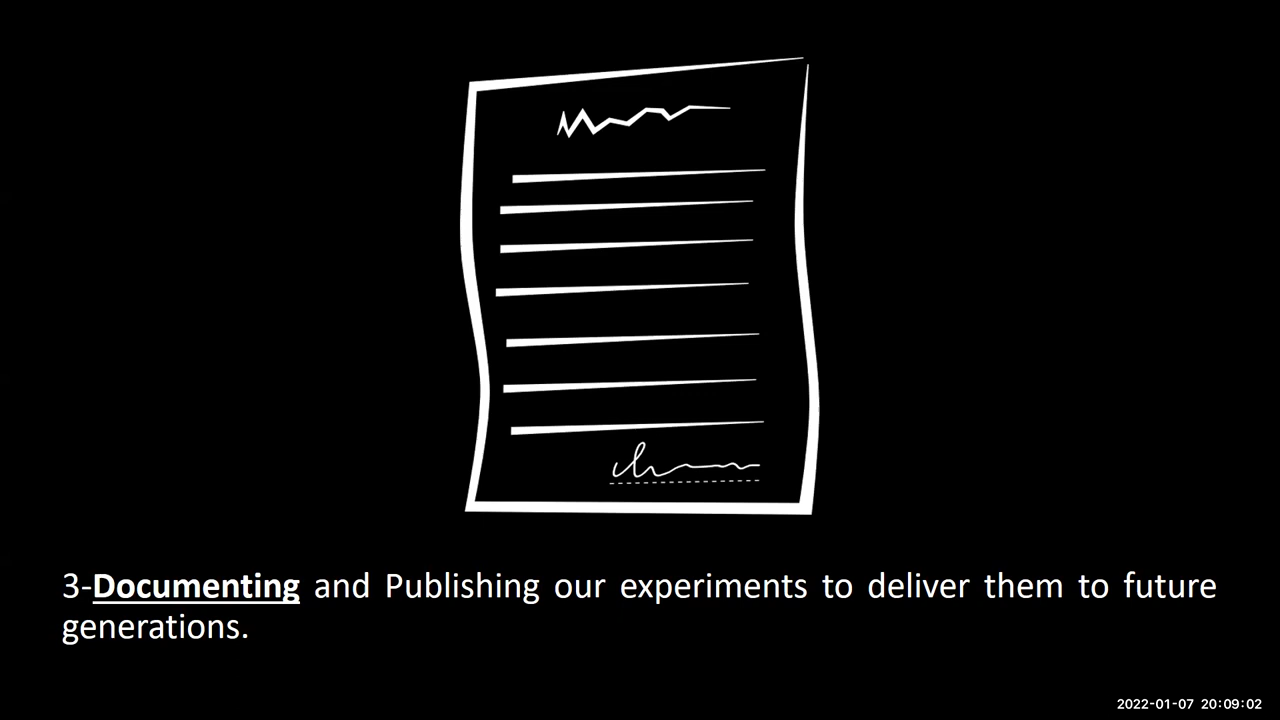 3-Documenting and Publishing our experiments to deliver them to future
generations.
2022-01-07 20:09:02